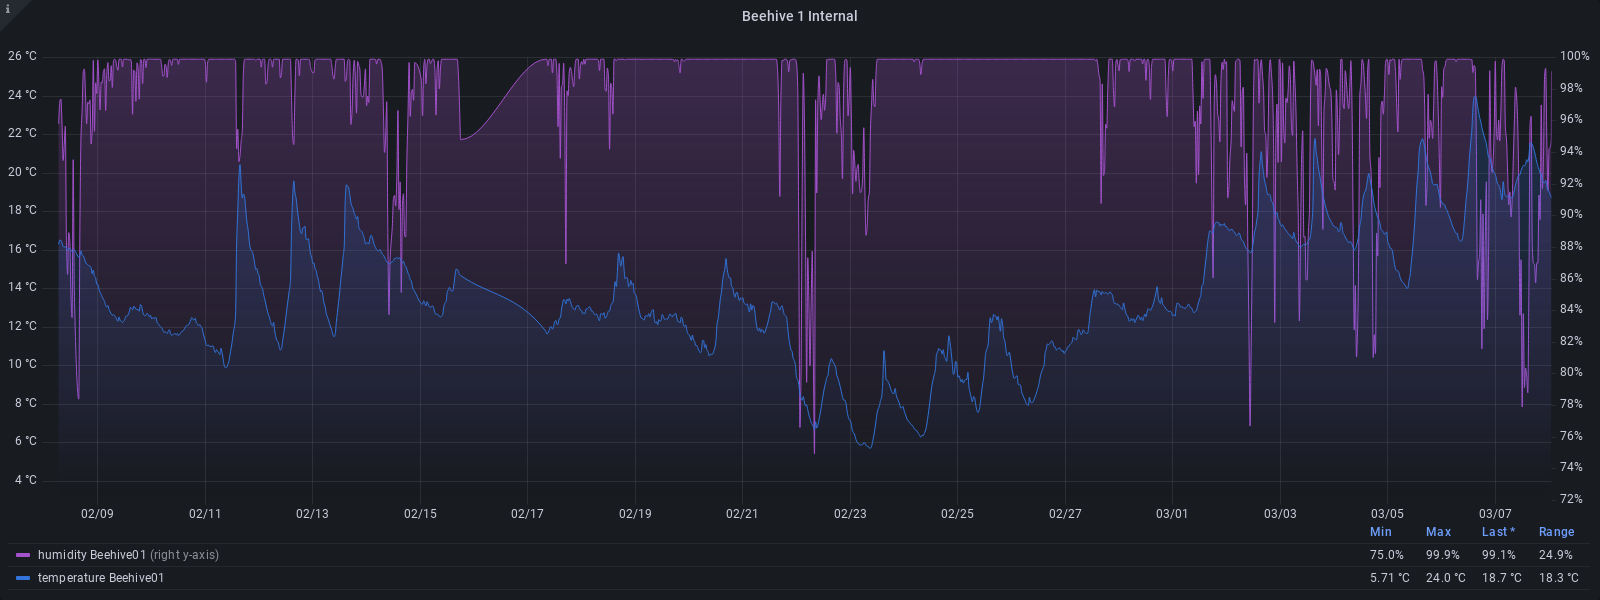 i
Beehive 1 Internal
26 °C 100%
24 °C 98%
22 °C 96%
20 °C 94%
18 °C 92%
16 °C 90%
14 °C 88%
12 °C 86%
10 °C 84%
8 °C 82%
6 °C 80%
4 °C 78%
76%
74%
72%
02/09 02/11 02/13 02/15 02/17 02/19 02/21 02/23 02/25 02/27 03/01 03/03 03/05 03/07
Min Max Last * Range
humidity Beehive01 (right y-axis) 75.0% 99.9% 99.1% 24.9%
temperature Beehive01 5.71 °C 24.0 °C 18.7 °C 18.3 °C